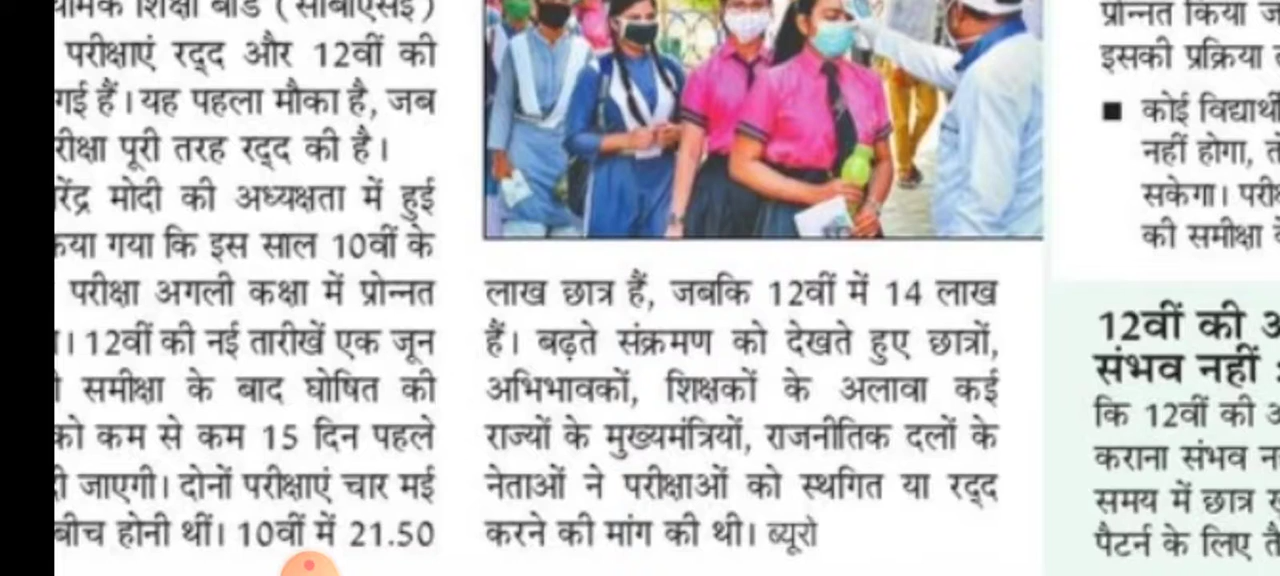 परीक्षाएं रद्द और 12वीं की
गई हैं। यह पहला मौका है, जब
पूरी तरह रद्द की है।
मोदी की अध्यक्षता में हुई
गया कि इस साल 10वीं के
परीक्षा अगली कक्षा में प्रोन्नत
। 12वीं की नई तारीखें एक जून
समीक्षा के बाद घोषित की
को कम से कम 15 दिन पहले
जाएगी। दोनों परीक्षाएं चार मई
बीच होनी थीं। 10वीं में 21.50
लाख छात्र हैं, जबकि 12वीं में 14 लाख
हैं। बढ़ते संक्रमण को देखते हुए छात्रों,
अभिभावकों, शिक्षकों के अलावा कई
राज्यों के मुख्यमंत्रियों, राजनीतिक दलों के
नेताओं ने परीक्षाओं को स्थगित या रद्द
करने की मांग की थी। ब्यूरो
प्रोन्नत किया
इसकी प्रक्रिया
■ कोई विद्यार्थी
नहीं होगा,
सकेगा।
की समीक्षा
12वीं की
संभव नहीं
कि 12वीं की
कराना संभव
समय में छात्र
पैटर्न के लिए